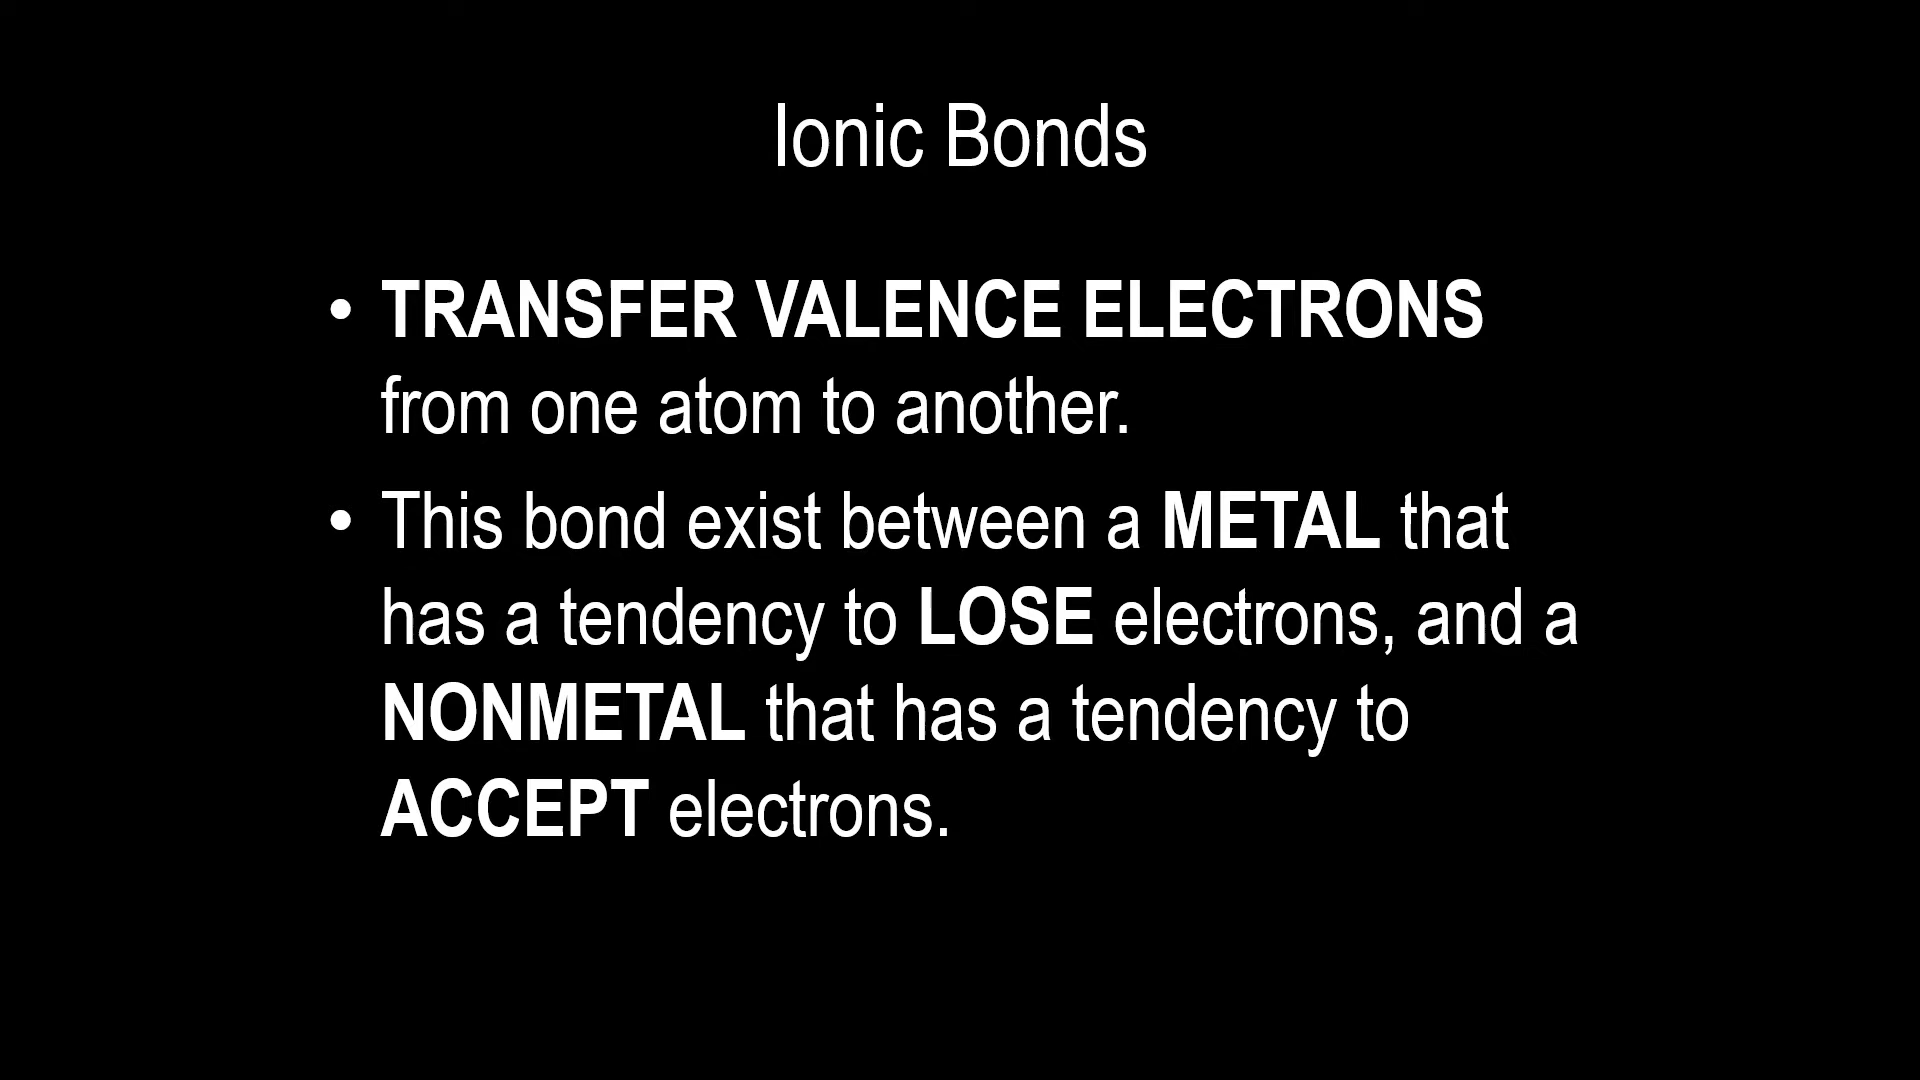 Ionic Bonds
• TRANSFER VALENCE ELECTRONS
from one atom to another.
• This bond exist between a METAL that
has a tendency to LOSE electrons, and a
NONMETAL that has a tendency to
ACCEPT electrons.